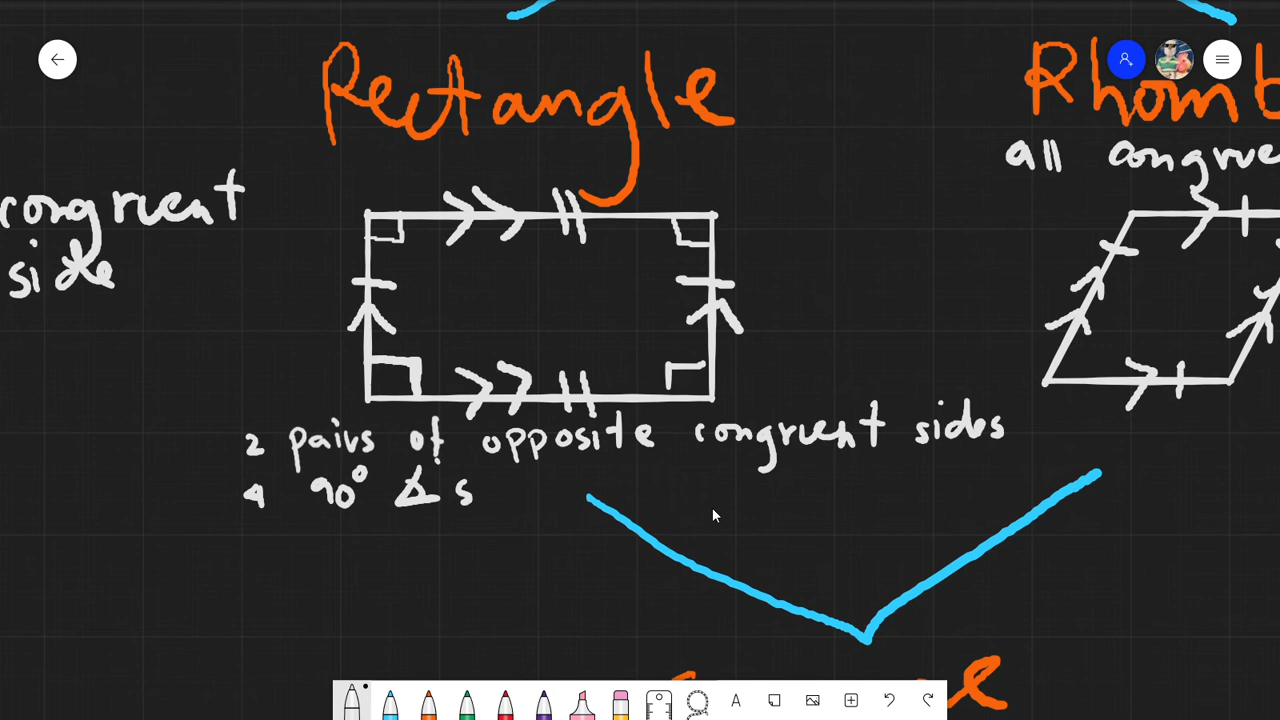 Rectangle
Rhomb
all congrue
congruent
side
2 pairs of opposite congruent sides
4 90° ∡ s